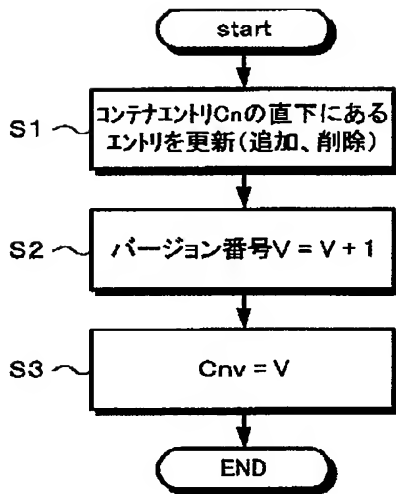 start
S1
コンテナエントリCnの直下にある
エントリを更新(追加、削除)
S2
バージョン番号V = V + 1
S3
Cnv = V
END